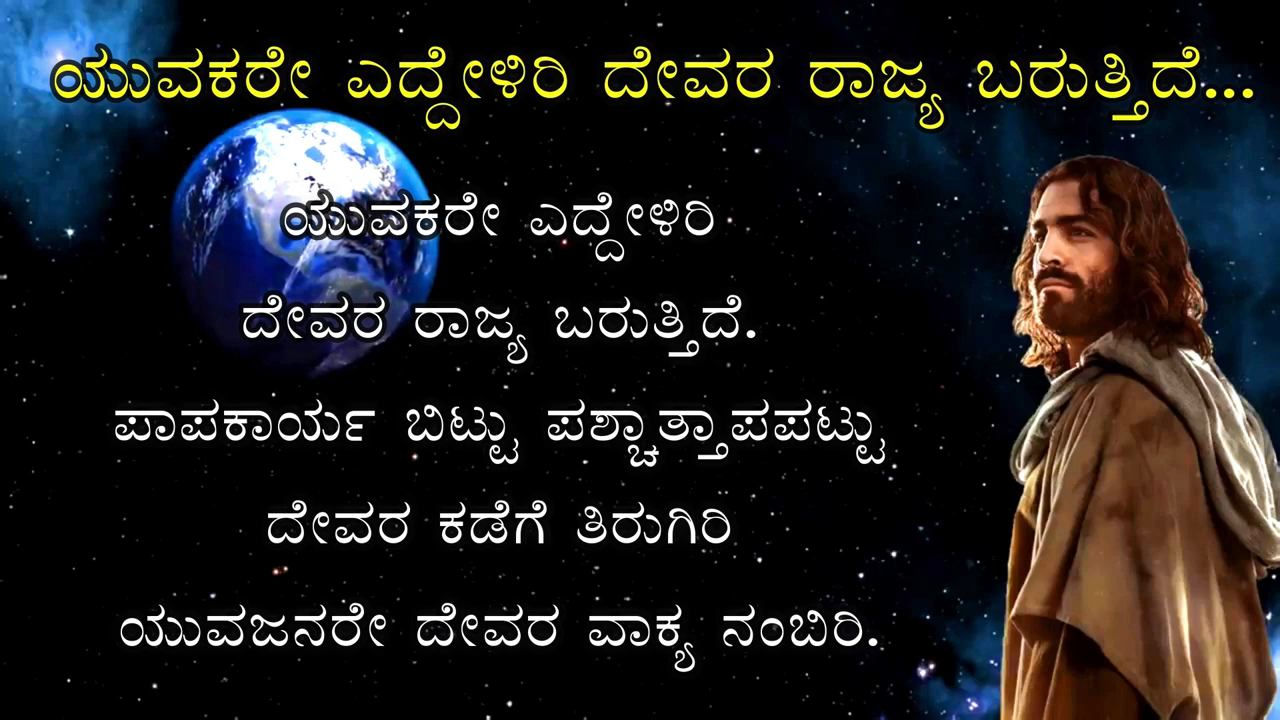 ಯುವಕರೇ ಎದ್ದೇಳಿರಿ ದೇವರ ರಾಜ್ಯ ಬರುತ್ತಿದೆ...
ಯುವಕರೇ ಎದ್ದೇಳಿರಿ
ದೇವರ ರಾಜ್ಯ ಬರುತ್ತಿದೆ.
ಪಾಪಕಾರ್ಯ ಬಿಟ್ಟು ಪಶ್ಚಾತ್ತಾಪಪಟ್ಟು
ದೇವರ ಕಡೆಗೆ ತಿರುಗಿರಿ
ಯುವಜನರೇ ದೇವರ ವಾಕ್ಯ ನಂಬಿರಿ.